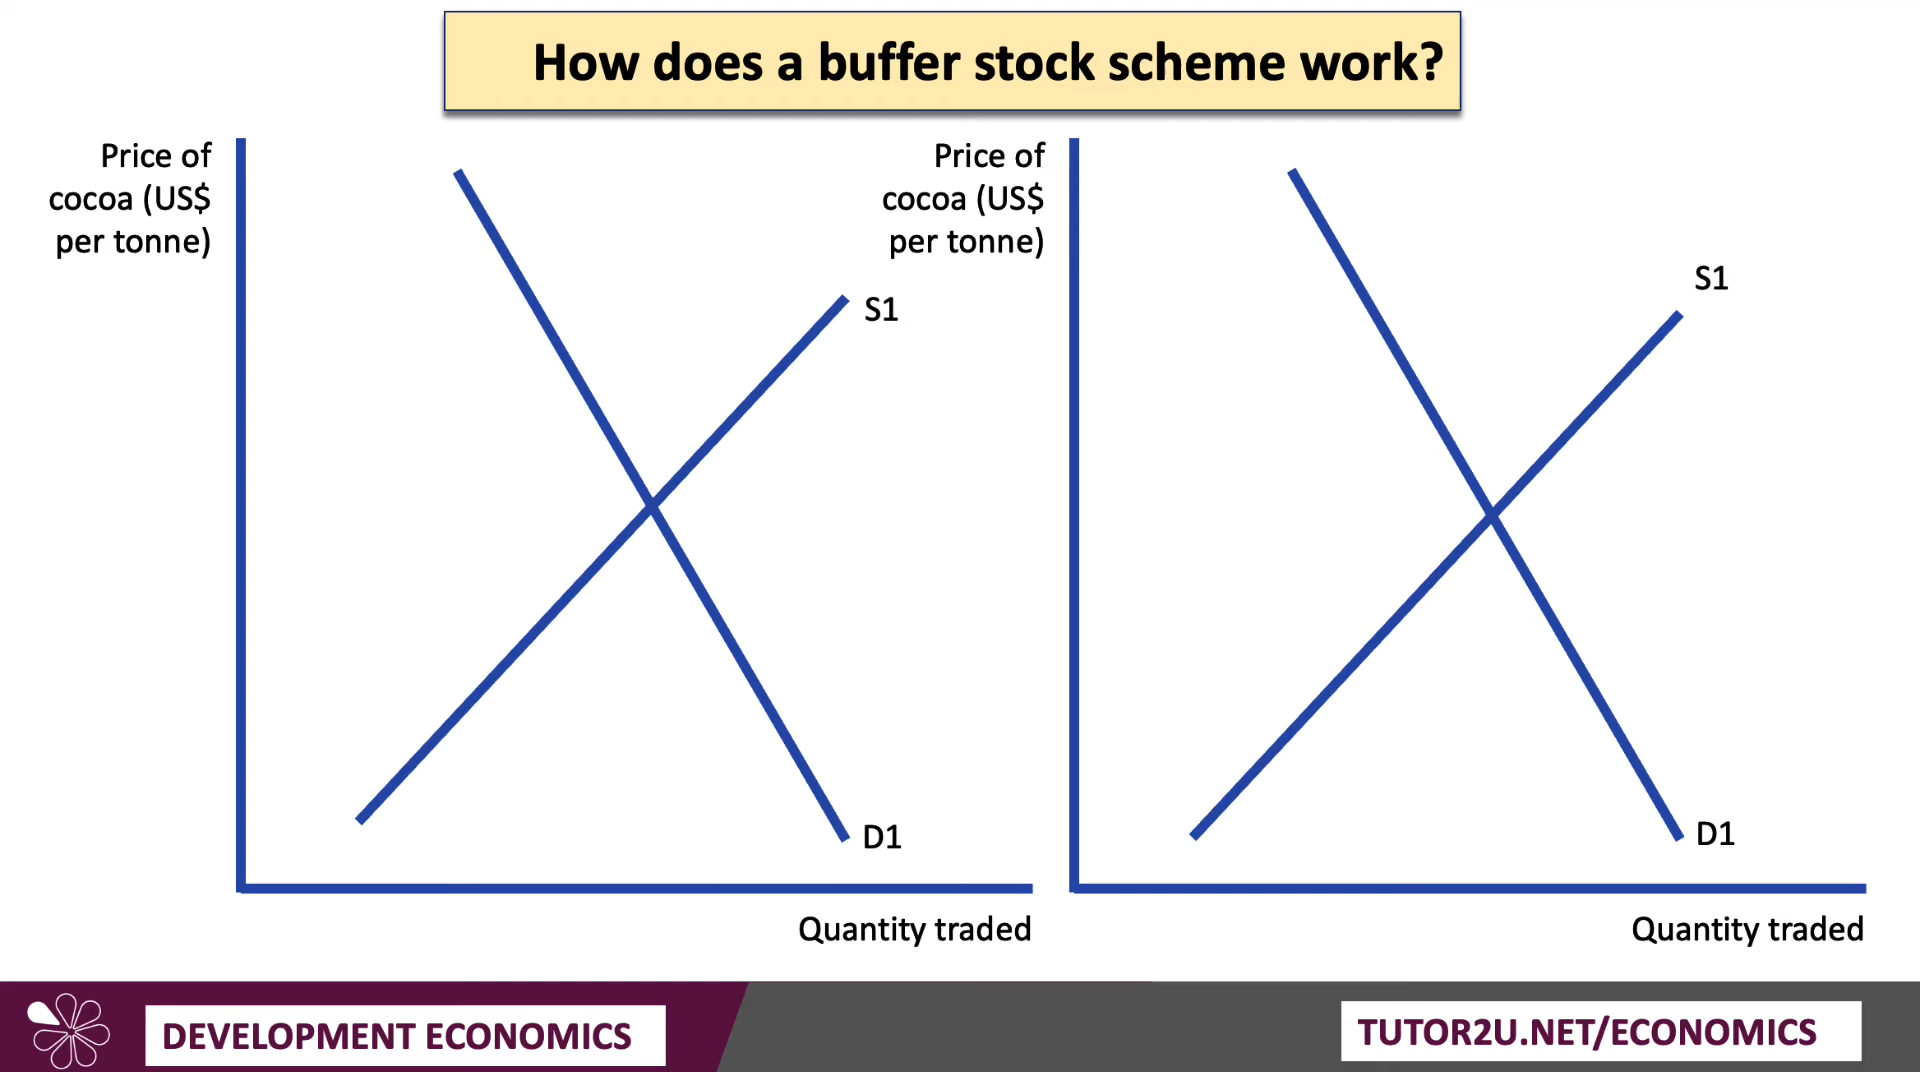 How does a buffer stock scheme work?
Price of
cocoa (US$
per tonne)
S1
D1
Quantity traded
Price of
cocoa (US$
per tonne)
S1
D1
Quantity traded
DEVELOPMENT ECONOMICS
TUTOR2U.NET/ECONOMICS